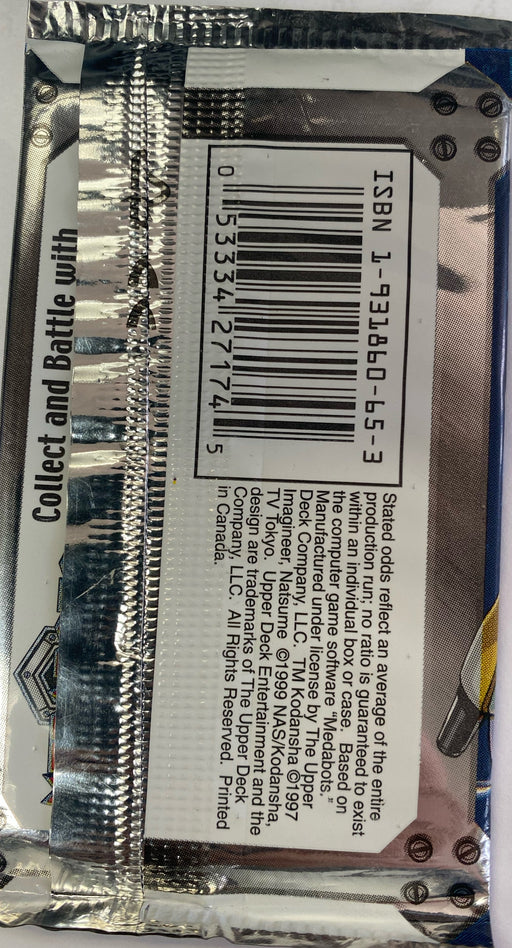 ISBN 1-931860-65-3
0 53334 27174 5
Stated odds reflect an average of the entire
production run; no ratio is guaranteed to exist
within an individual box or case. Based on
the computer game software "Medabots."
Manufactured under license by The Upper
Deck Company, LLC. TM Kodansha ©1997
Imagineer, Natsume ©1999 NAS/Kodansha,
TV Tokyo. Upper Deck Entertainment and the
design are trademarks of The Upper Deck
Company, LLC. All Rights Reserved. Printed
in Canada.
Collect and Battle with